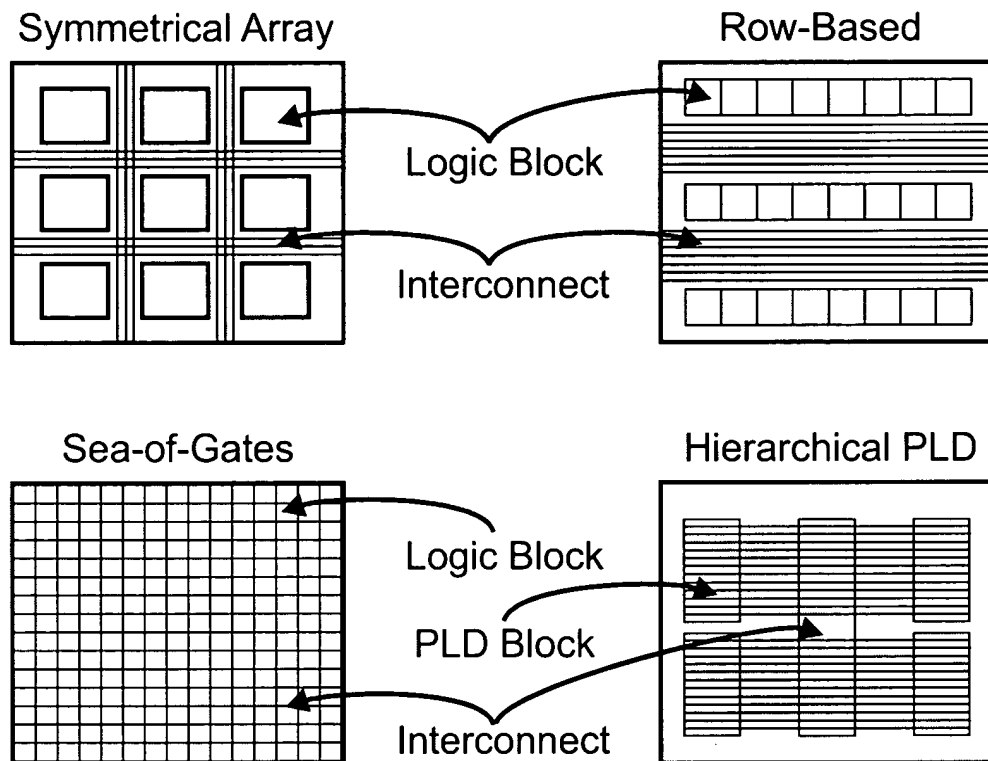 Symmetrical Array
Row-Based
Logic Block
Interconnect
Sea-of-Gates
Hierarchical PLD
Logic Block
PLD Block
Interconnect